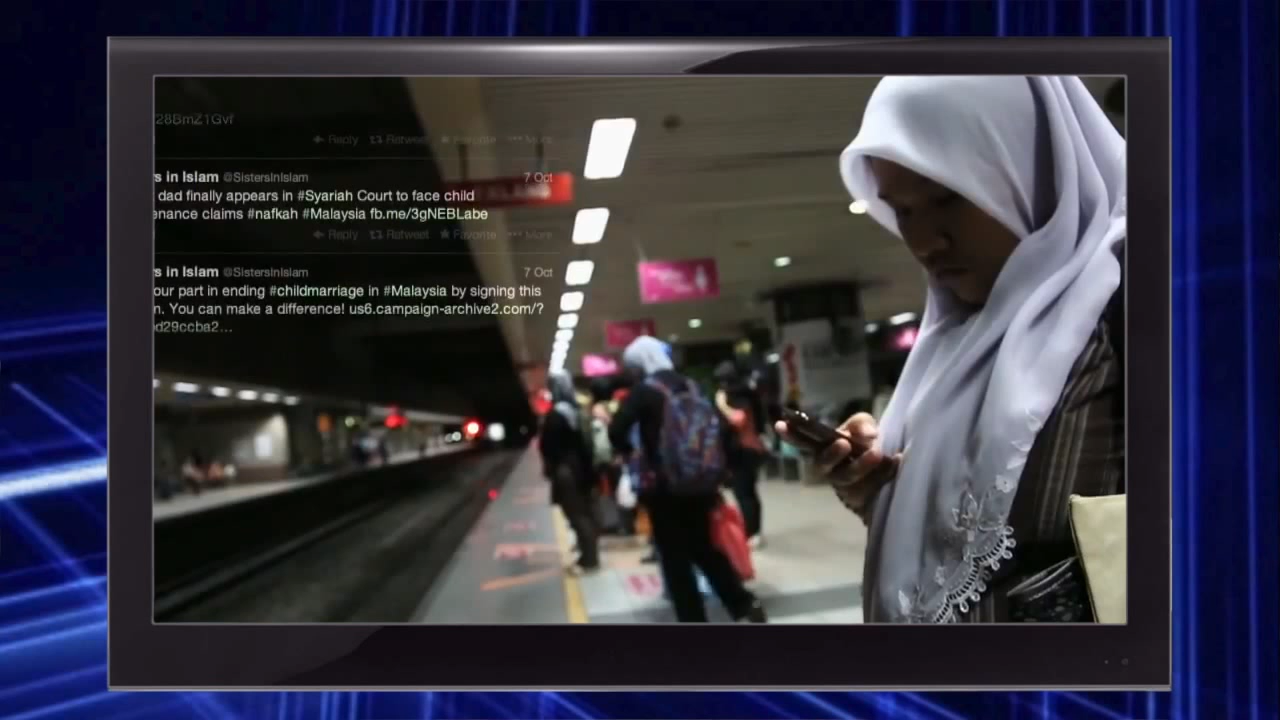 28BmZ1Gvf
Reply Retweet Favorite More
s in Islam @SistersInIslam 7 Oct
dad finally appears in #Syariah Court to face child
enance claims #nafkah #Malaysia fb.me/3gNEBLabe
Reply Retweet Favorite More
s in Islam @SistersInIslam 7 Oct
our part in ending #childmarriage in #Malaysia by signing this
n. You can make a difference! us6.campaign-archive2.com/?
d29ccba2...